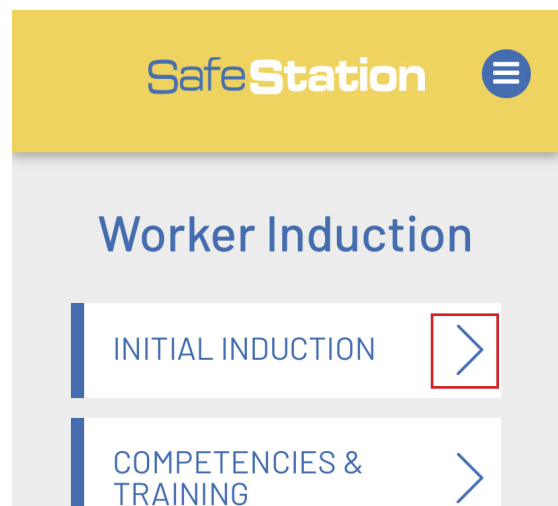 SafeStation
Worker Induction
INITIAL INDUCTION
COMPETENCIES &
TRAINING